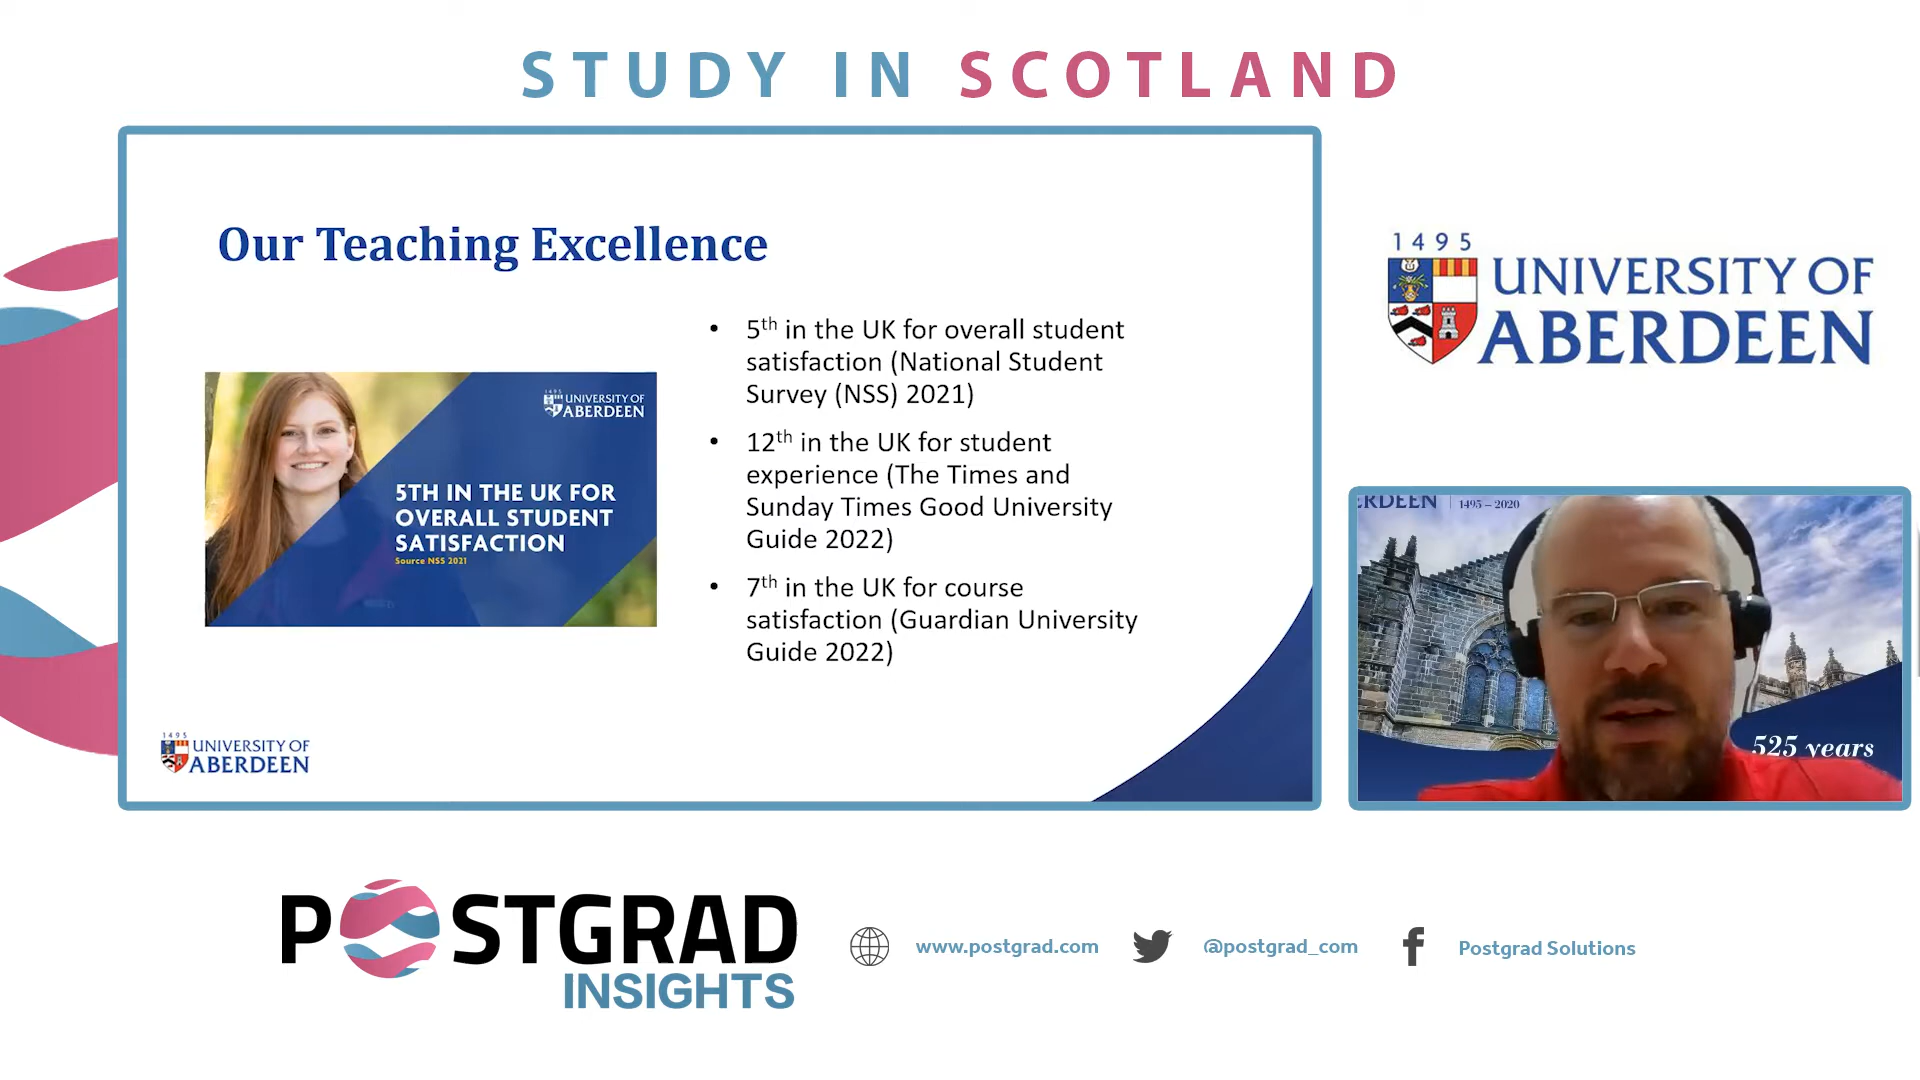 STUDY IN SCOTLAND
Our Teaching Excellence
UNIVERSITY OF
ABERDEEN
5TH IN THE UK FOR
OVERALL STUDENT
SATISFACTION
Source NSS 2021
• 5th in the UK for overall student
satisfaction (National Student
Survey (NSS) 2021)
• 12th in the UK for student
experience (The Times and
Sunday Times Good University
Guide 2022)
• 7th in the UK for course
satisfaction (Guardian University
Guide 2022)
1495
UNIVERSITY OF
ABERDEEN
1495
UNIVERSITY OF
ABERDEEN
ERDEEN | 1495 – 2020
525 years
POSTGRAD
INSIGHTS
www.postgrad.com
@postgrad_com
Postgrad Solutions